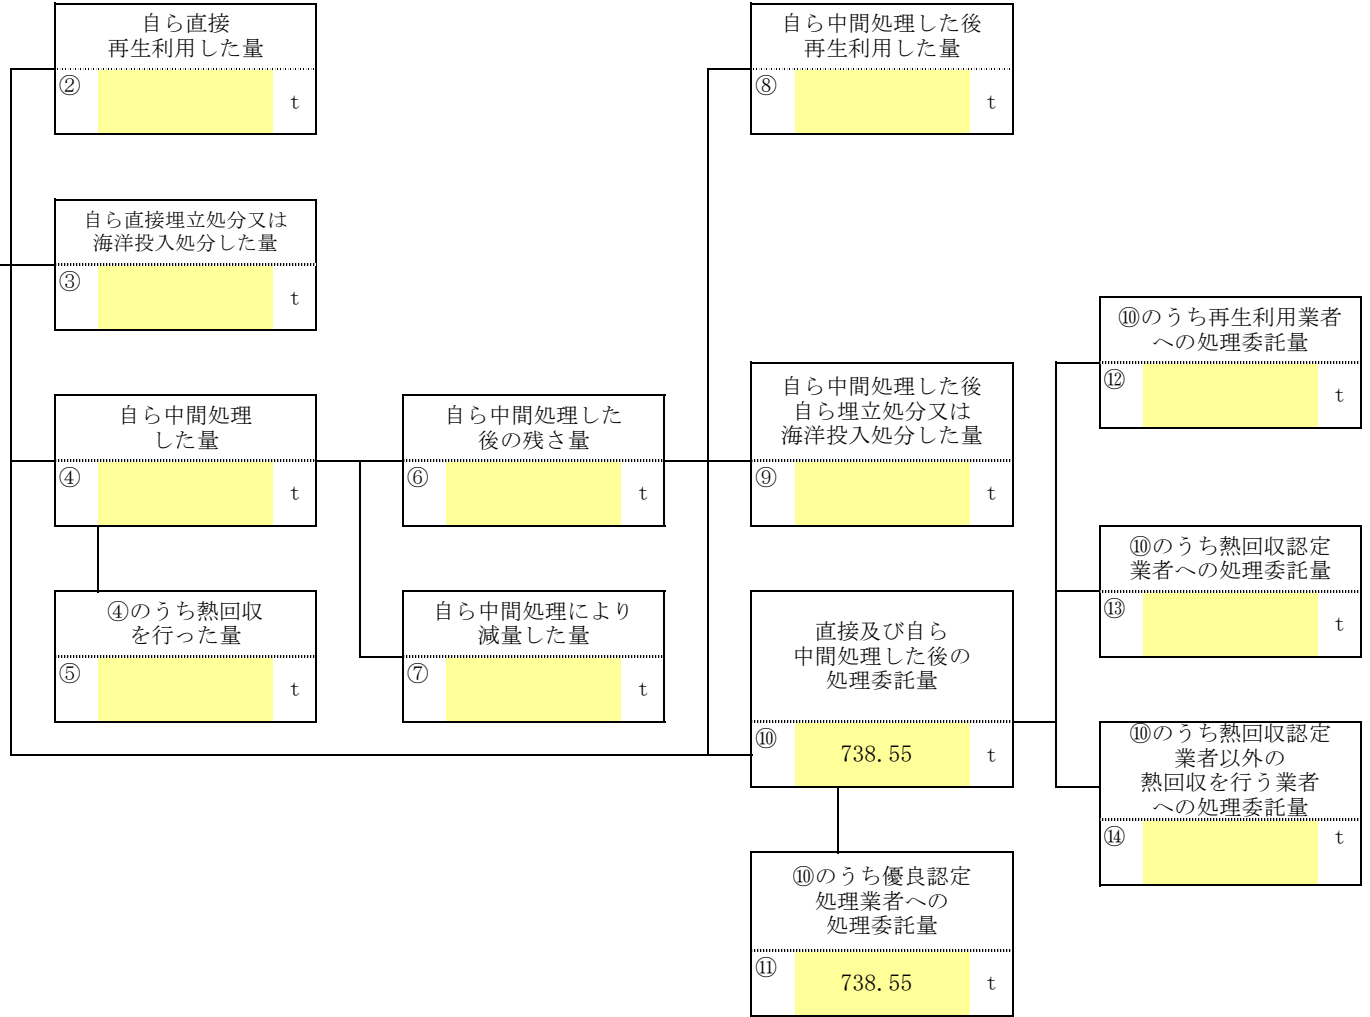 自ら直接
再生利用した量
②
t
自ら中間処理した後
再生利用した量
⑧
t
自ら直接埋立処分又は
海洋投入処分した量
③
t
⑩のうち再生利用業者
への処理委託量
⑫
t
自ら中間処理
した量
④
t
自ら中間処理した
後の残さ量
⑥
t
自ら中間処理した後
自ら埋立処分又は
海洋投入処分した量
⑨
t
⑩のうち熱回収認定
業者への処理委託量
⑬
t
④のうち熱回収
を行った量
⑤
t
自ら中間処理により
減量した量
⑦
t
直接及び自ら
中間処理した後の
処理委託量
⑩
738.55
t
⑩のうち熱回収認定
業者以外の
熱回収を行う業者
への処理委託量
⑭
t
⑩のうち優良認定
処理業者への
処理委託量
⑪
738.55
t